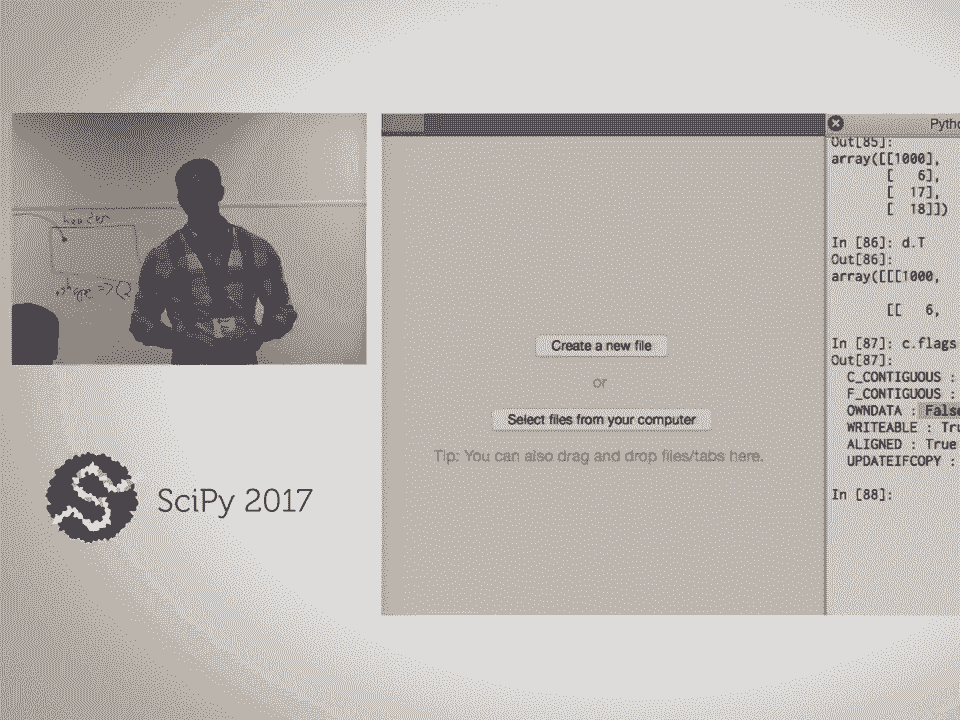 header
shape =>
SciPy 2017
Create a new file
or
Select files from your computer
Tip: You can also drag and drop files/tabs here.
Pytho
Out[85]:
array([[1000],
[ 6],
[ 17],
[ 18]])
In [86]: d.T
Out[86]:
array([[[1000,
[[ 6,
In [87]: c.flags
Out[87]:
C_CONTIGUOUS :
F_CONTIGUOUS :
OWNDATA : False
WRITEABLE : Tru
ALIGNED : True
UPDATEIFCOPY :
In [88]: